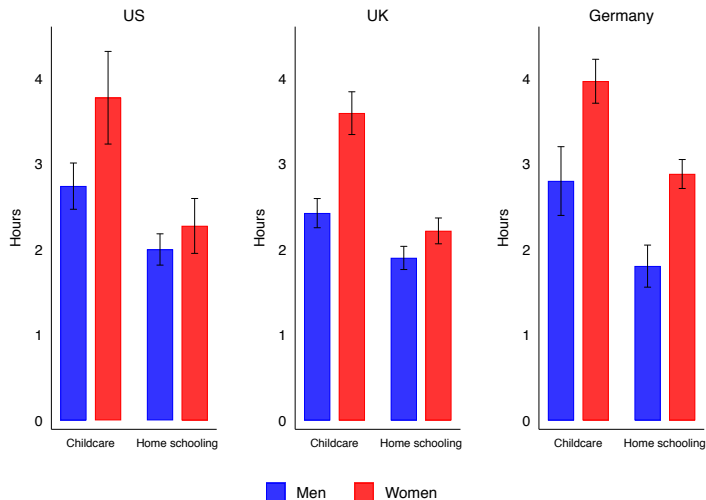 US
UK
Germany
Hours
4
3
2
1
0
Childcare
Home schooling
Hours
4
3
2
1
0
Childcare
Home schooling
Hours
4
3
2
1
0
Childcare
Home schooling
Men
Women